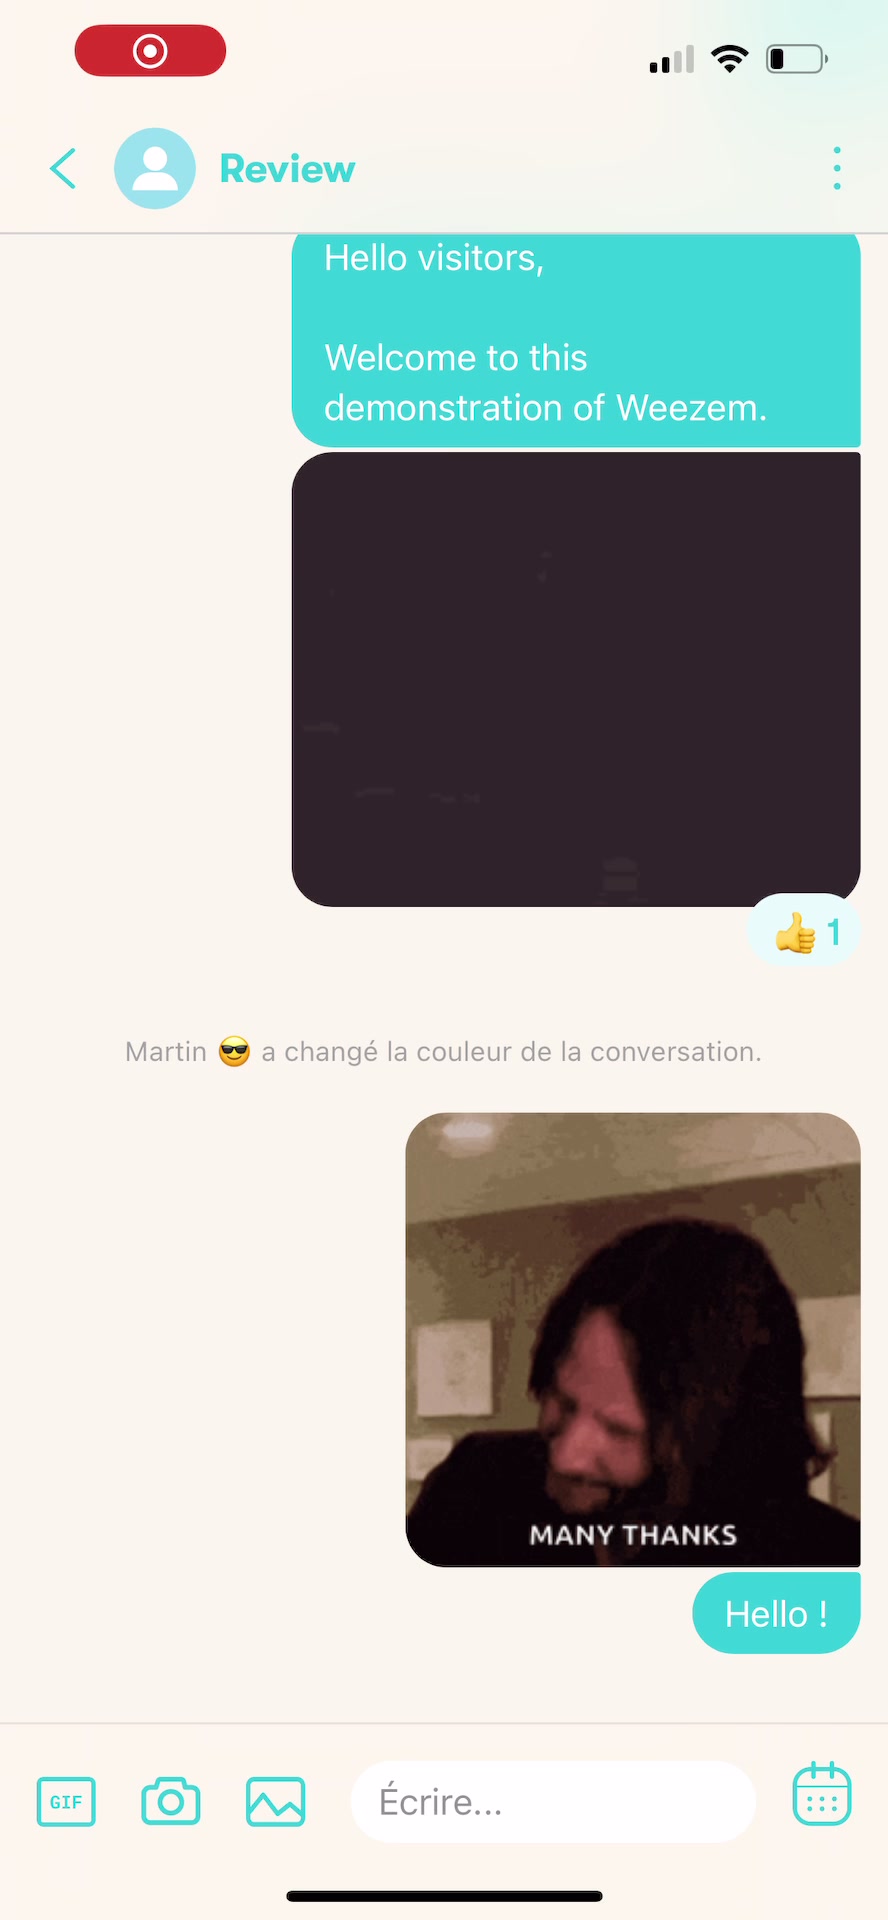 Review
Hello visitors,
Welcome to this
demonstration of Weezem.
👍 1
Martin 😎 a changé la couleur de la conversation.
MANY THANKS
Hello !
GIF
Écrire...